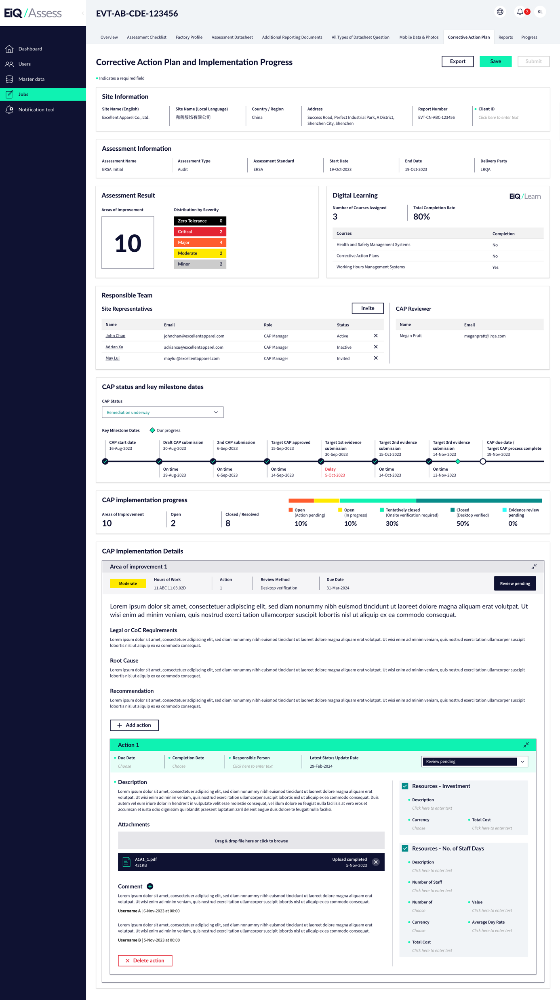 EiQ/Assess
EVT-AB-CDE-123456
3
KL
Dashboard
Users
Master data
Jobs
Notification tool
Overview
Assessment Checklist
Factory Profile
Assessment Datasheet
Additional Reporting Documents
All Types of Datasheet Question
Mobile Data & Photos
Corrective Action Plan
Reports
Progress
Corrective Action Plan and Implementation Progress
Export
Save
Submit
Indicates a required field
Site Information
Site Name (English)
Excellent Apparel Co., Ltd.
Site Name (Local Language)
完善服饰有限公司
Country / Region
China
Address
Success Road, Perfect Industrial Park, A District,
Shenzhen City, Shenzhen
Report Number
EVT-CN-ABC-123456
Client ID
Click here to enter text
Assessment Information
Assessment Name
ERSA Initial
Assessment Type
Audit
Assessment Standard
ERSA
Start Date
19-Oct-2023
End Date
19-Oct-2023
Delivery Party
LRQA
Assessment Result
Areas of Improvement
10
Distribution by Severity
Zero Tolerance 0
Critical 2
Major 4
Moderate 2
Minor 2
Digital Learning
EiQ/Learn
Number of Courses Assigned
3
Total Completion Rate
80%
Courses Completion
Health and Safety Management Systems No
Corrective Action Plans No
Working Hours Management Systems Yes
Responsible Team
Site Representatives
Invite
Name Email Role Status
John Chan johnchan@excellentapparel.com CAP Manager Active
Adrian Xu adrianxu@excellentapparel.com CAP Manager Inactive
May Lui maylui@excellentapparel.com CAP Manager Invited
CAP Reviewer
Name Email
Megan Pratt meganpratt@lrqa.com
CAP status and key milestone dates
CAP Status
Remediation underway
Key Milestone Dates
Our progress
CAP start date
16-Aug-2023
Draft CAP submission
30-Aug-2023
On time
29-Aug-2023
2nd CAP submission
6-Sep-2023
On time
6-Sep-2023
Target CAP approved
15-Sep-2023
On time
14-Sep-2023
Target 1st evidence
submission
30-Sep-2023
Delay
5-Oct-2023
Target 2nd evidence
submission
15-Oct-2023
On time
14-Oct-2023
Target 3rd evidence
submission
14-Nov-2023
On time
13-Nov-2023
CAP due date /
Target CAP process complete
19-Nov-2023
CAP implementation progress
Areas of Improvement
10
Open
2
Closed / Resolved
8
Open
(Action pending)
10%
Open
(In progress)
10%
Tentatively closed
(Onsite verification required)
30%
Closed
(Desktop verified)
50%
Evidence review
pending
0%
CAP Implementation Details
Area of improvement 1
Moderate
Hours of Work
11.ABC 11.03.02D
Action
1
Review Method
Desktop verification
Due Date
31-Mar-2024
Review pending
Lorem ipsum dolor sit amet, consectetuer adipiscing elit, sed diam nonummy nibh euismod tincidunt ut laoreet dolore magna aliquam erat volutpat. Ut
wisi enim ad minim veniam, quis nostrud exerci tation ullamcorper suscipit lobortis nisl ut aliquip ex ea commodo consequat.
Legal or CoC Requirements
Lorem ipsum dolor sit amet, consectetuer adipiscing elit, sed diam nonummy nibh euismod tincidunt ut laoreet dolore magna aliquam erat volutpat. Ut wisi enim ad minim veniam, quis nostrud exerci tation ullamcorper suscipit
lobortis nisl ut aliquip ex ea commodo consequat.
Root Cause
Lorem ipsum dolor sit amet, consectetuer adipiscing elit, sed diam nonummy nibh euismod tincidunt ut laoreet dolore magna aliquam erat volutpat. Ut wisi enim ad minim veniam, quis nostrud exerci tation ullamcorper suscipit
lobortis nisl ut aliquip ex ea commodo consequat.
Recommendation
Lorem ipsum dolor sit amet, consectetuer adipiscing elit, sed diam nonummy nibh euismod tincidunt ut laoreet dolore magna aliquam erat volutpat. Ut wisi enim ad minim veniam, quis nostrud exerci tation ullamcorper suscipit
lobortis nisl ut aliquip ex ea commodo consequat.
Add action
Action 1
Due Date
Choose
Completion Date
Choose
Responsible Person
Click here to enter text
Latest Status Update Date
29-Feb-2024
Review pending
Description
Lorem ipsum dolor sit amet, consectetuer adipiscing elit, sed diam nonummy nibh euismod tincidunt ut laoreet dolore magna aliquam erat
volutpat. Ut wisi enim ad minim veniam, quis nostrud exerci tation ullamcorper suscipit lobortis nisl ut aliquip ex ea commodo consequat. Duis
autem vel eum iriure dolor in hendrerit in vulputate velit esse molestie consequat, vel illum dolore eu feugiat nulla facilisis at vero eros et
accumsan et iusto odio dignissim qui blandit praesent luptatum zzril delenit augue duis dolore te feugait nulla facilisi.
Attachments
Drag & drop file here or click to browse
A1A1_1.pdf
431KB
Upload completed
5-Nov-2023
Comment
Lorem ipsum dolor sit amet, consectetuer adipiscing elit, sed diam nonummy nibh euismod tincidunt ut laoreet dolore magna aliquam erat
volutpat. Ut wisi enim ad minim veniam, quis nostrud exerci tation ullamcorper suscipit lobortis nisl ut aliquip ex ea commodo consequat.
Username A | 6-Nov-2023 at 00:00
Lorem ipsum dolor sit amet, consectetuer adipiscing elit, sed diam nonummy nibh euismod tincidunt ut laoreet dolore magna aliquam erat
volutpat. Ut wisi enim ad minim veniam, quis nostrud exerci tation ullamcorper suscipit lobortis nisl ut aliquip ex ea commodo consequat.
Username B | 5-Nov-2023 at 00:00
Delete action
Resources - Investment
Description
Click here to enter text
Currency
Choose
Total Cost
Click here to enter text
Resources - No. of Staff Days
Description
Click here to enter text
Number of Staff
Click here to enter text
Number of
Choose
Value
Click here to enter text
Currency
Choose
Average Day Rate
Click here to enter text
Total Cost
Click here to enter text